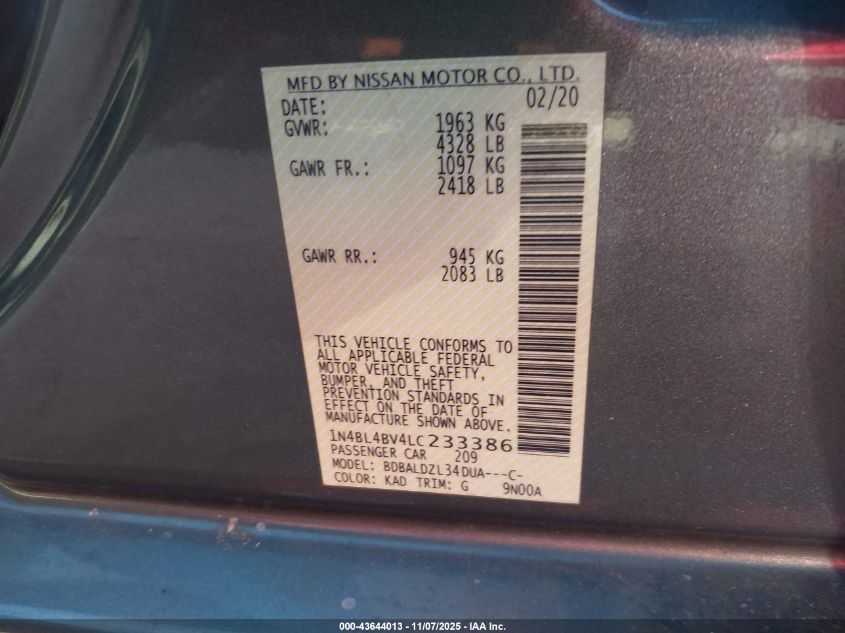 MFD BY NISSAN MOTOR CO., LTD.
DATE: 02/20
GVWR: 1963 KG
4328 LB
GAWR FR.: 1097 KG
2418 LB
GAWR RR.: 945 KG
2083 LB
THIS VEHICLE CONFORMS TO
ALL APPLICABLE FEDERAL
MOTOR VEHICLE SAFETY,
BUMPER, AND THEFT
PREVENTION STANDARDS IN
EFFECT ON THE DATE OF
MANUFACTURE SHOWN ABOVE.
1N4BL4BV4LC233386
PASSENGER CAR 209
MODEL: BDBALDZL34DUA---C-
COLOR: KAD TRIM: G 9N00A
000-43644013 - 11/07/2025 - IAA Inc.